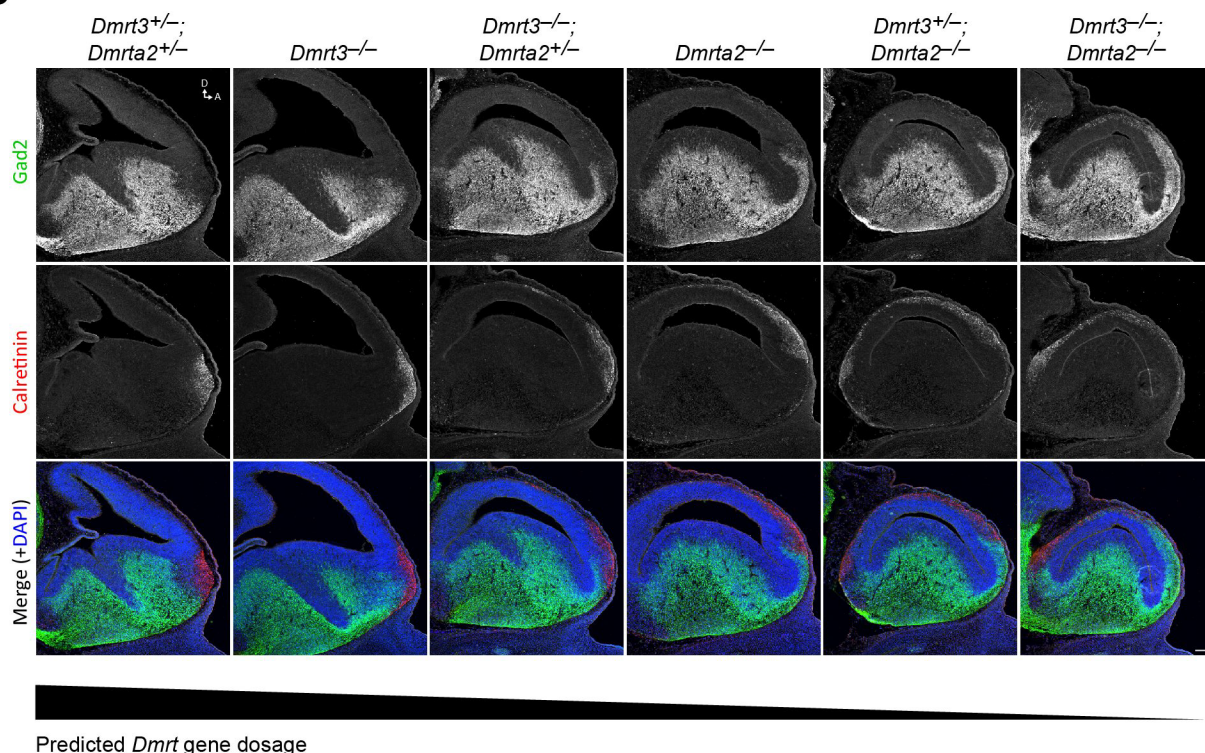 Dmrt3+/–; Dmrt3–/–; Dmrt3+/–; Dmrt3–/–;
Dmrta2+/– Dmrt3–/– Dmrta2+/– Dmrta2–/– Dmrta2–/– Dmrta2–/–
D
A
Gad2
Calretinin
Merge (+DAPI)
Predicted Dmrt gene dosage